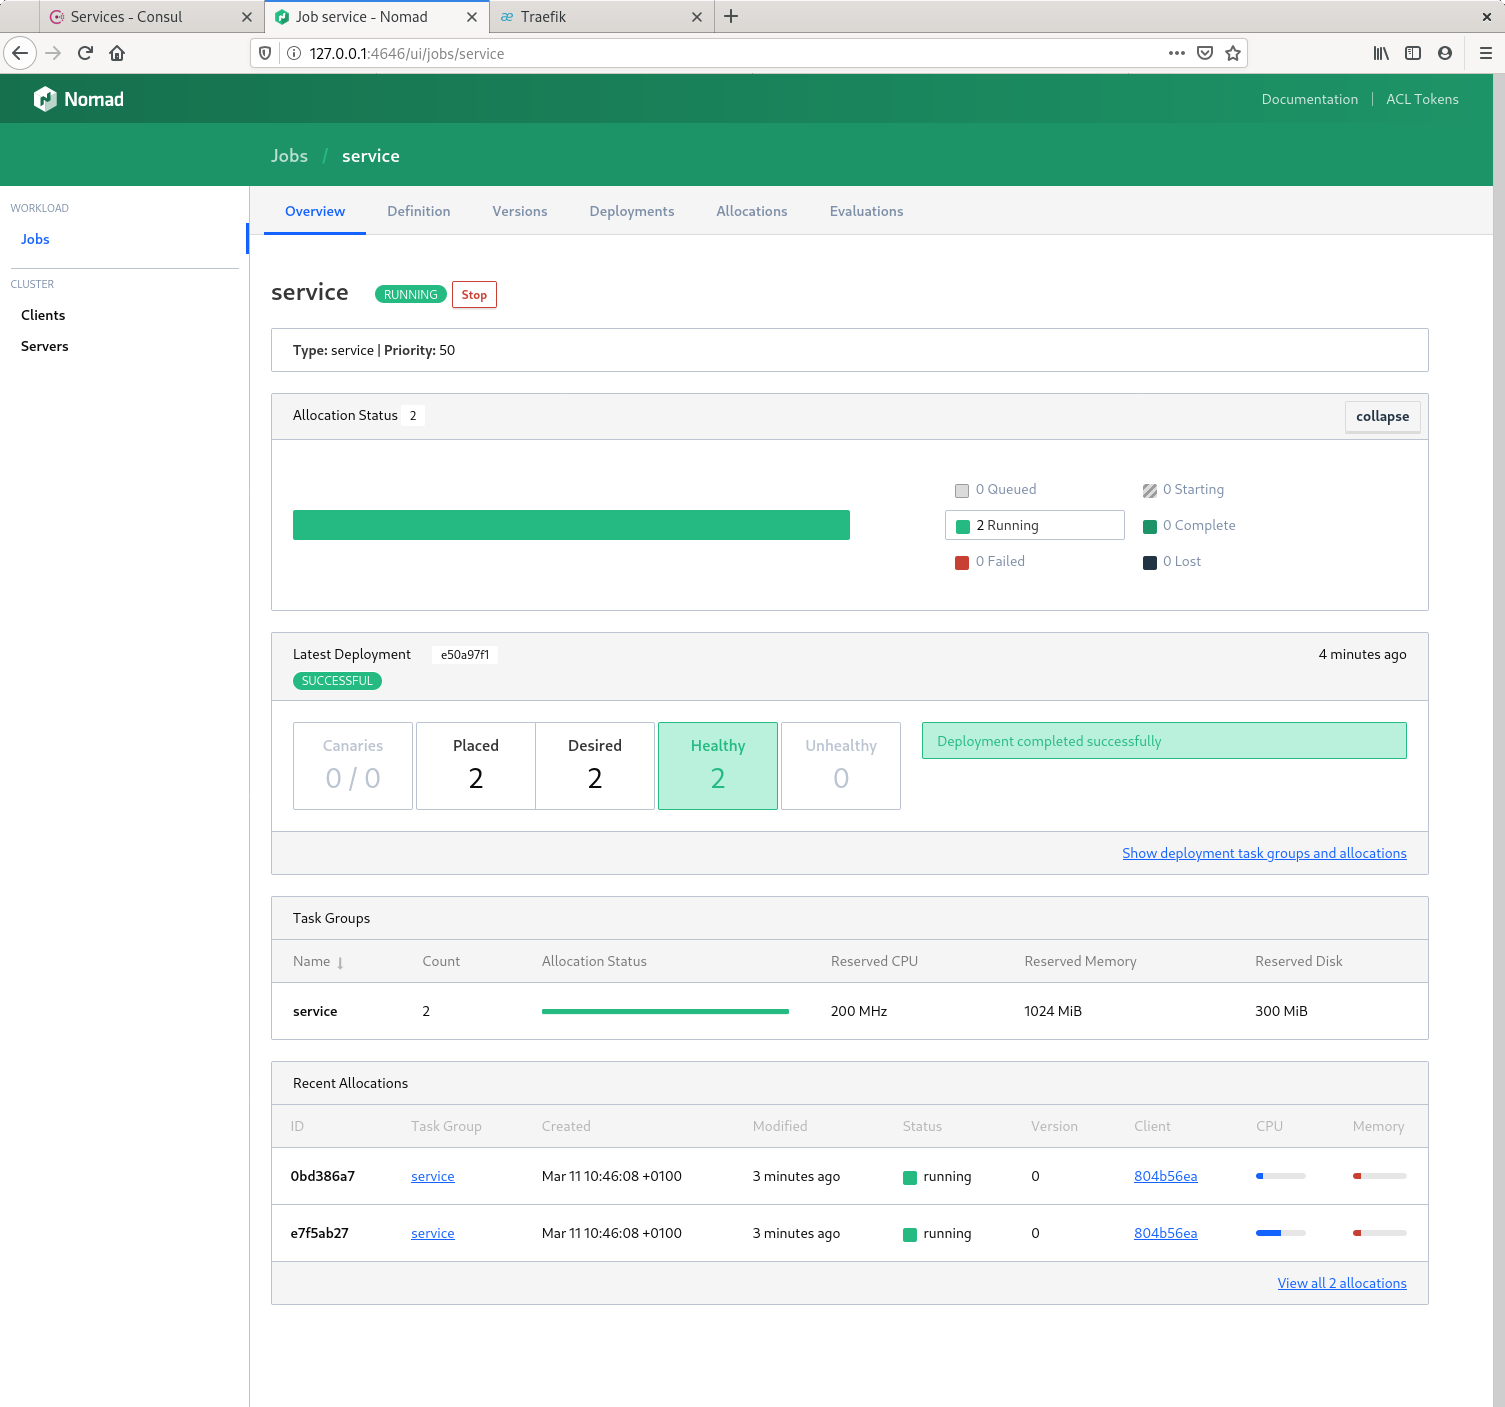 Services - Consul
Job service - Nomad
Traefik
127.0.0.1:4646/ui/jobs/service
Nomad
Documentation
ACL Tokens
Jobs / service
WORKLOAD
Jobs
CLUSTER
Clients
Servers
Overview Definition Versions Deployments Allocations Evaluations
service RUNNING Stop
Type: service | Priority: 50
Allocation Status 2 collapse
0 Queued 0 Starting
2 Running 0 Complete
0 Failed 0 Lost
Latest Deployment e50a97f1 4 minutes ago
SUCCESSFUL
Canaries Placed Desired Healthy Unhealthy
0 / 0 2 2 2 0
Deployment completed successfully
Show deployment task groups and allocations
Task Groups
Name Count Allocation Status Reserved CPU Reserved Memory Reserved Disk
service 2 200 MHz 1024 MiB 300 MiB
Recent Allocations
ID Task Group Created Modified Status Version Client CPU Memory
0bd386a7 service Mar 11 10:46:08 +0100 3 minutes ago running 0 804b56ea
e7f5ab27 service Mar 11 10:46:08 +0100 3 minutes ago running 0 804b56ea
View all 2 allocations